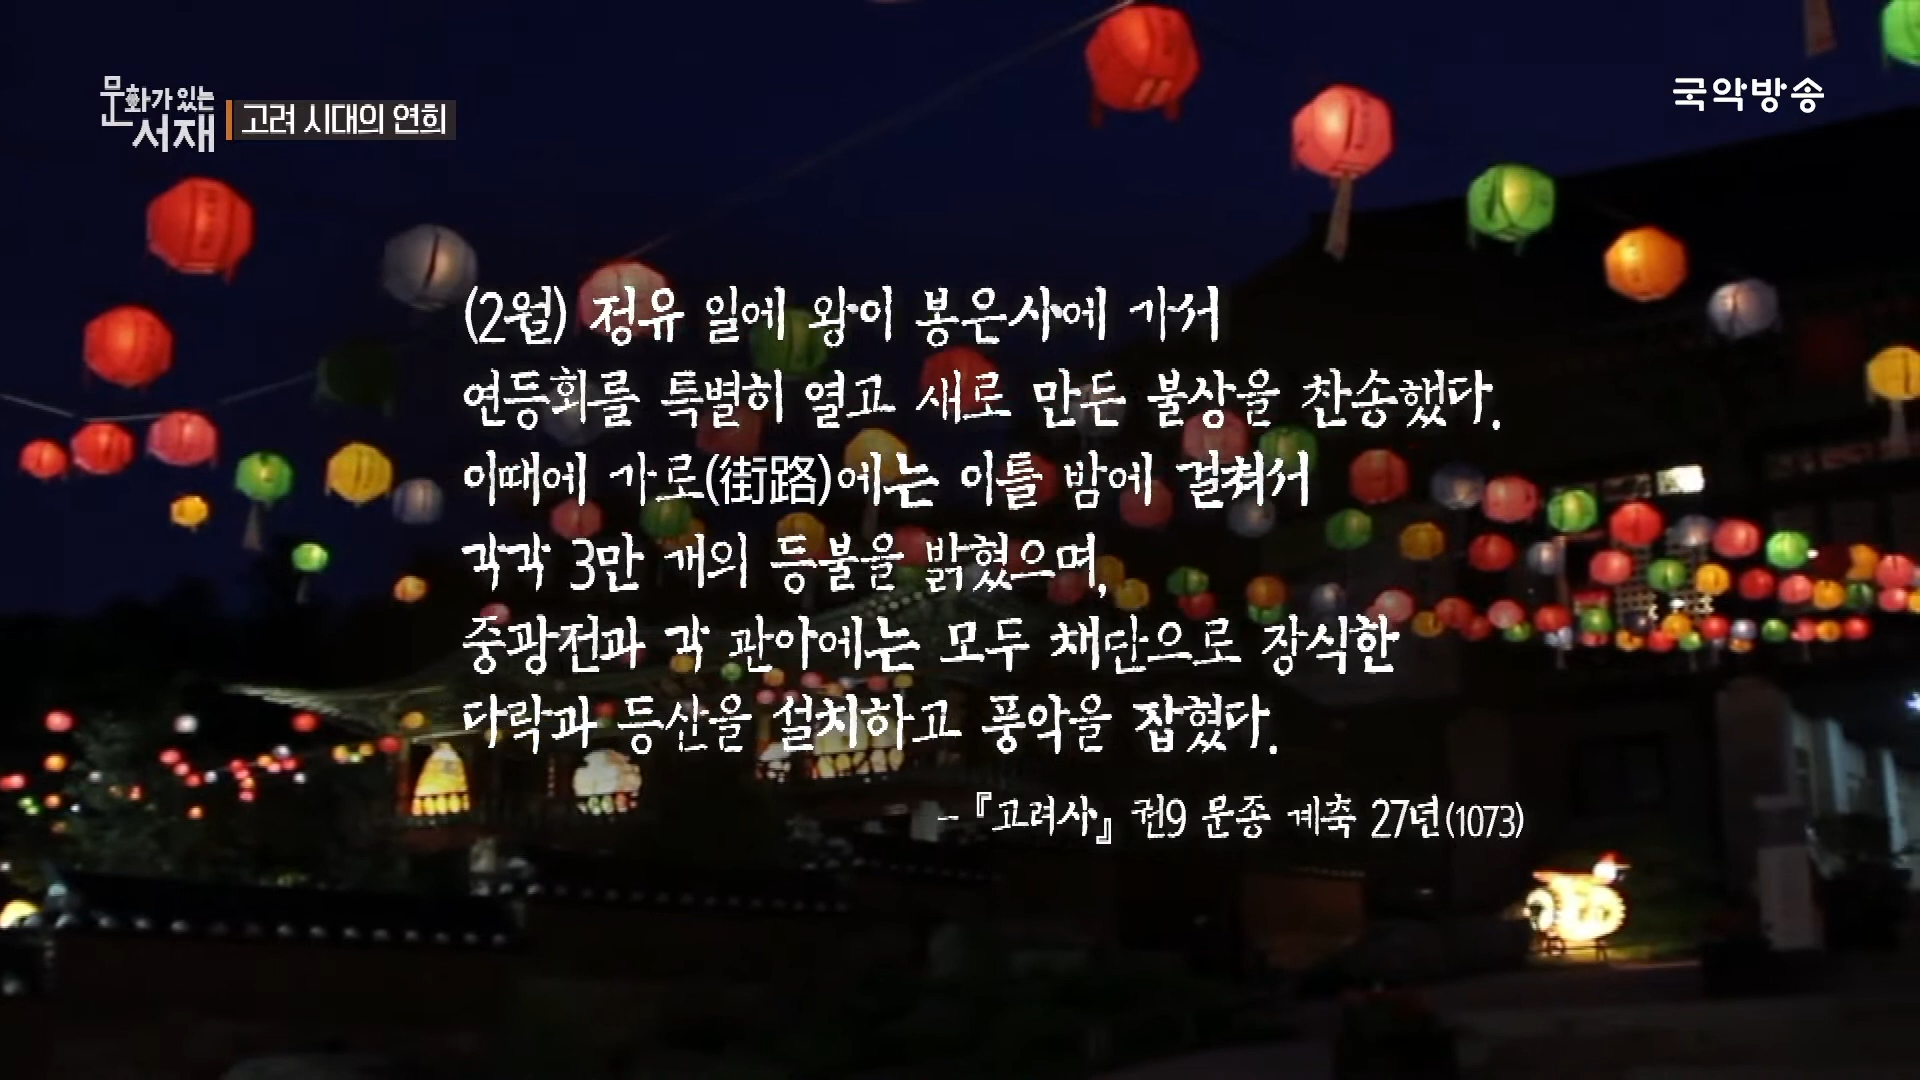 문화가 있는
서재
고려 시대의 연희
국악방송
(2월) 정유 일에 왕이 봉은사에 가서
연등회를 특별히 열고 새로 만든 불상을 찬송했다.
이때에 가로(街路)에는 이틀 밤에 걸쳐서
각각 3만 개의 등불을 밝혔으며,
중광전과 각 관아에는 모두 채단으로 장식한
다락과 등산을 설치하고 풍악을 잡혔다.
-『고려사』 권9 문종 계축 27년(1073)